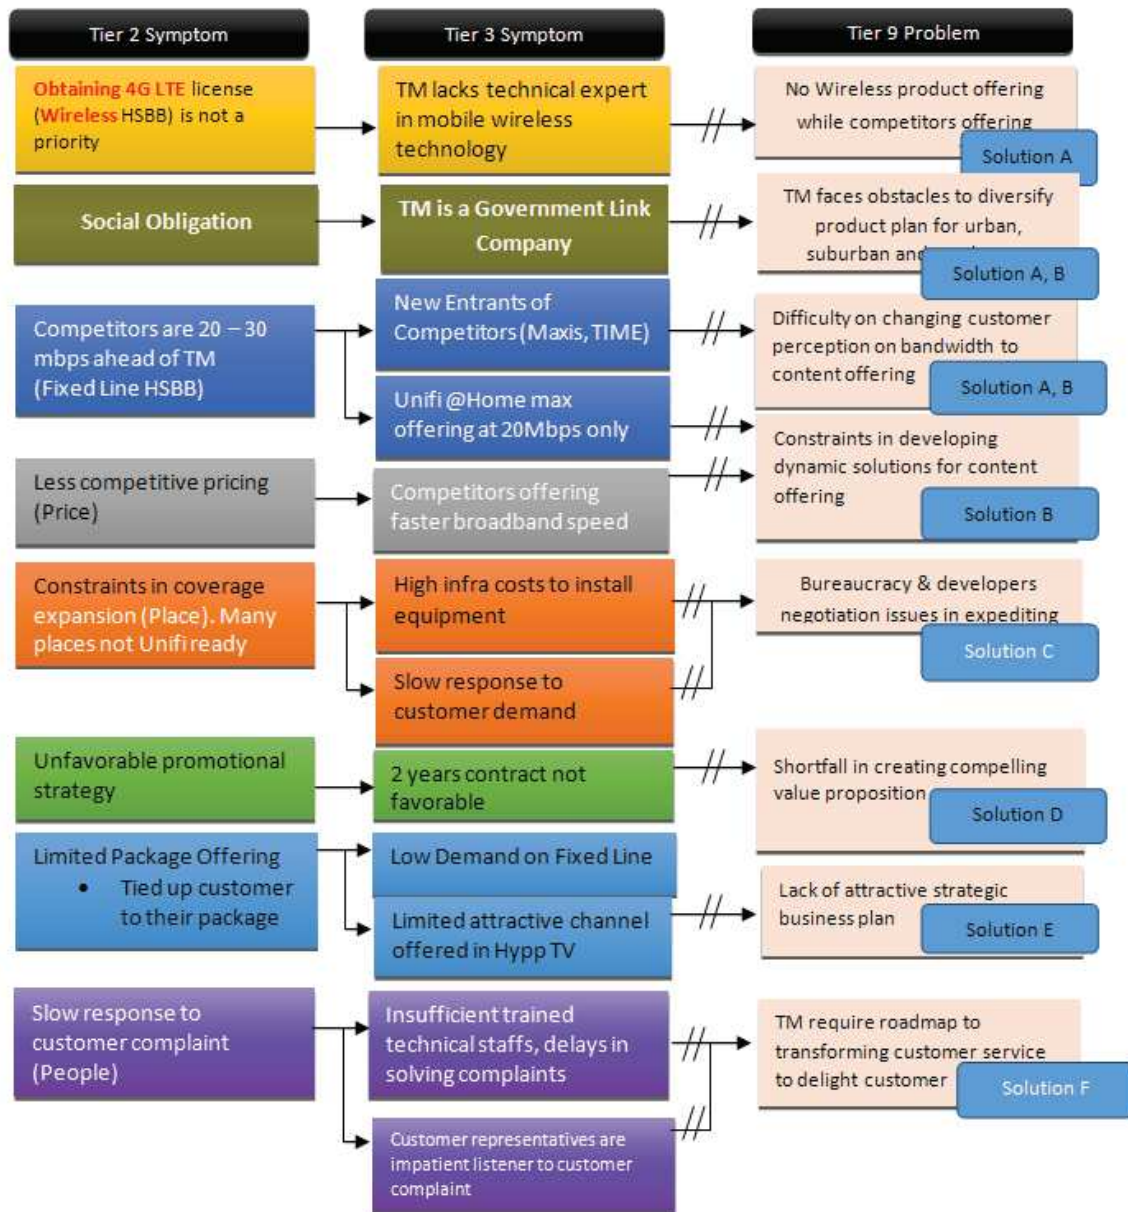 Tier 2 Symptom
Tier 3 Symptom
Tier 9 Problem
Obtaining 4G LTE license
(Wireless HSBB) is not a
priority
TM lacks technical expert
in mobile wireless
technology
No Wireless product offering
while competitors offering
Solution A
Social Obligation
TM is a Government Link
Company
TM faces obstacles to diversify
product plan for urban,
suburban and
Solution A, B
Competitors are 20 – 30
mbps ahead of TM
(Fixed Line HSBB)
New Entrants of
Competitors (Maxis, TIME)
Difficulty on changing customer
perception on bandwidth to
content offering
Solution A, B
Unifi @Home max
offering at 20Mbps only
Constraints in developing
dynamic solutions for content
offering
Solution B
Less competitive pricing
(Price)
Competitors offering
faster broadband speed
Constraints in coverage
expansion (Place). Many
places not Unifi ready
High infra costs to install
equipment
Bureaucracy & developers
negotiation issues in expediting
Solution C
Slow response to
customer demand
Unfavorable promotional
strategy
2 years contract not
favorable
Shortfall in creating compelling
value proposition
Solution D
Limited Package Offering
• Tied up customer
to their package
Low Demand on Fixed Line
Limited attractive channel
offered in Hypp TV
Lack of attractive strategic
business plan
Solution E
Slow response to
customer complaint
(People)
Insufficient trained
technical staffs, delays in
solving complaints
TM require roadmap to
transforming customer service
to delight customer
Solution F
Customer representatives are
impatient listener to customer
complaint